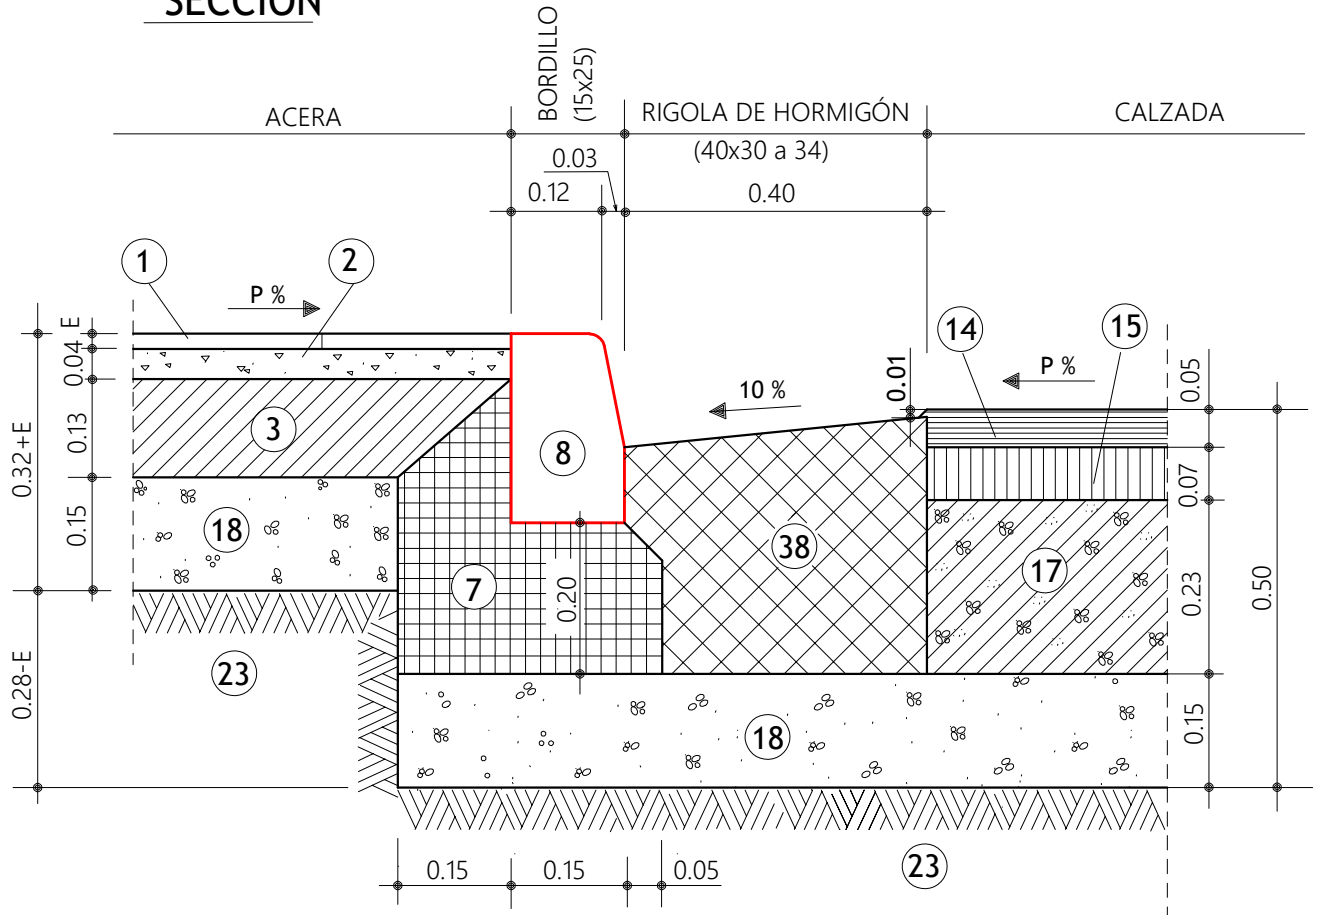 SECCIÓN
BORDILLO
(15x25)
ACERA
RIGOLA DE HORMIGÓN
(40x30 a 34)
CALZADA
0.03
0.12
0.40
1
2
P %
14
15
E
0.04
0.13
0.15
0.32+E
0.28-E
10 %
0.01
P %
0.05
0.07
0.23
0.15
0.50
3
8
18
38
17
7
0.20
23
18
0.15
0.15
0.05
23